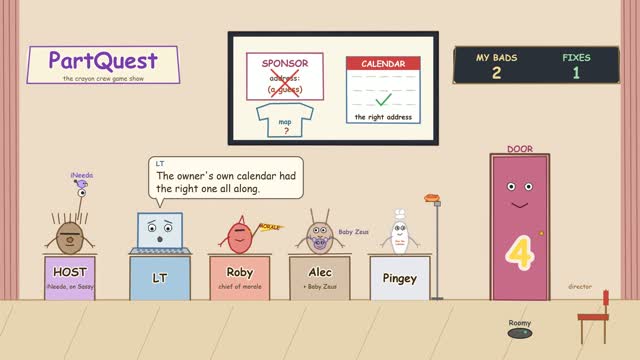 PartQuest
the crayon crew game show
SPONSOR
address:
(a guess)
map
?
CALENDAR
the right address
MY BADS
2
FIXES
1
iNeeda
LT
The owner's own calendar had
the right one all along.
MORALE
Baby Zeus
DOOR
4
HOST
iNeeda, on Sassy
LT
Roby
chief of morale
Alec
+ Baby Zeus
Pingey
director
Roomy